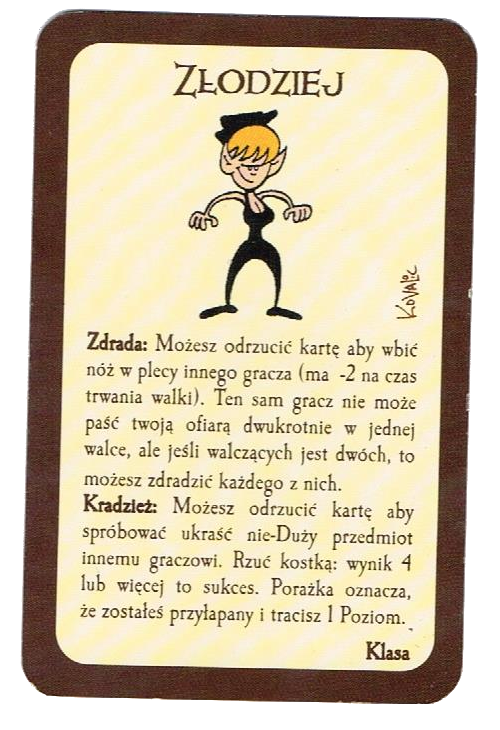 ZŁODZIEJ
KOVALIC
Zdrada: Możesz odrzucić kartę aby wbić
nóż w plecy innego gracza (ma -2 na czas
trwania walki). Ten sam gracz nie może
paść twoją ofiarą dwukrotnie w jednej
walce, ale jeśli walczących jest dwóch, to
możesz zdradzić każdego z nich.
Kradzież: Możesz odrzucić kartę aby
spróbować ukraść nie-Duży przedmiot
innemu graczowi. Rzuć kostką: wynik 4
lub więcej to sukces. Porażka oznacza,
że zostałeś przyłapany i tracisz 1 Poziom.
Klasa